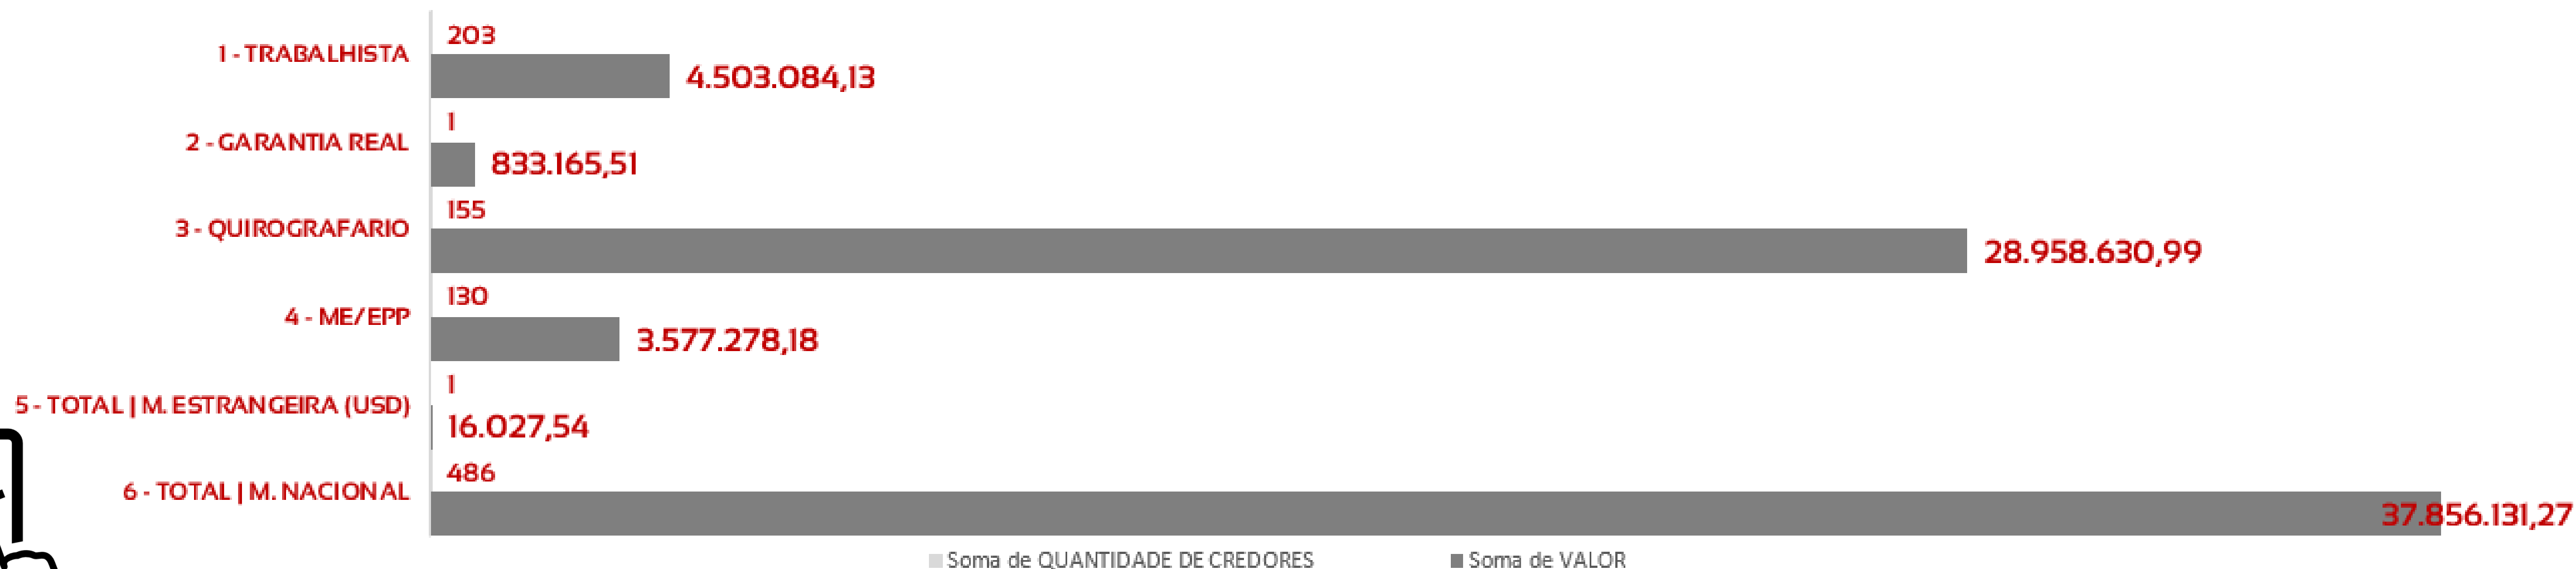 203
1 - TRABALHISTA
4.503.084,13
1
2 - GARANTIA REAL
833.165,51
155
3 - QUIROGRAFARIO
28.958.630,99
130
4 - ME/EPP
3.577.278,18
1
5 - TOTAL | M. ESTRANGEIRA (USD)
16.027,54
486
6 - TOTAL | M. NACIONAL
37.856.131,27
Soma de QUANTIDADE DE CREDORES Soma de VALOR